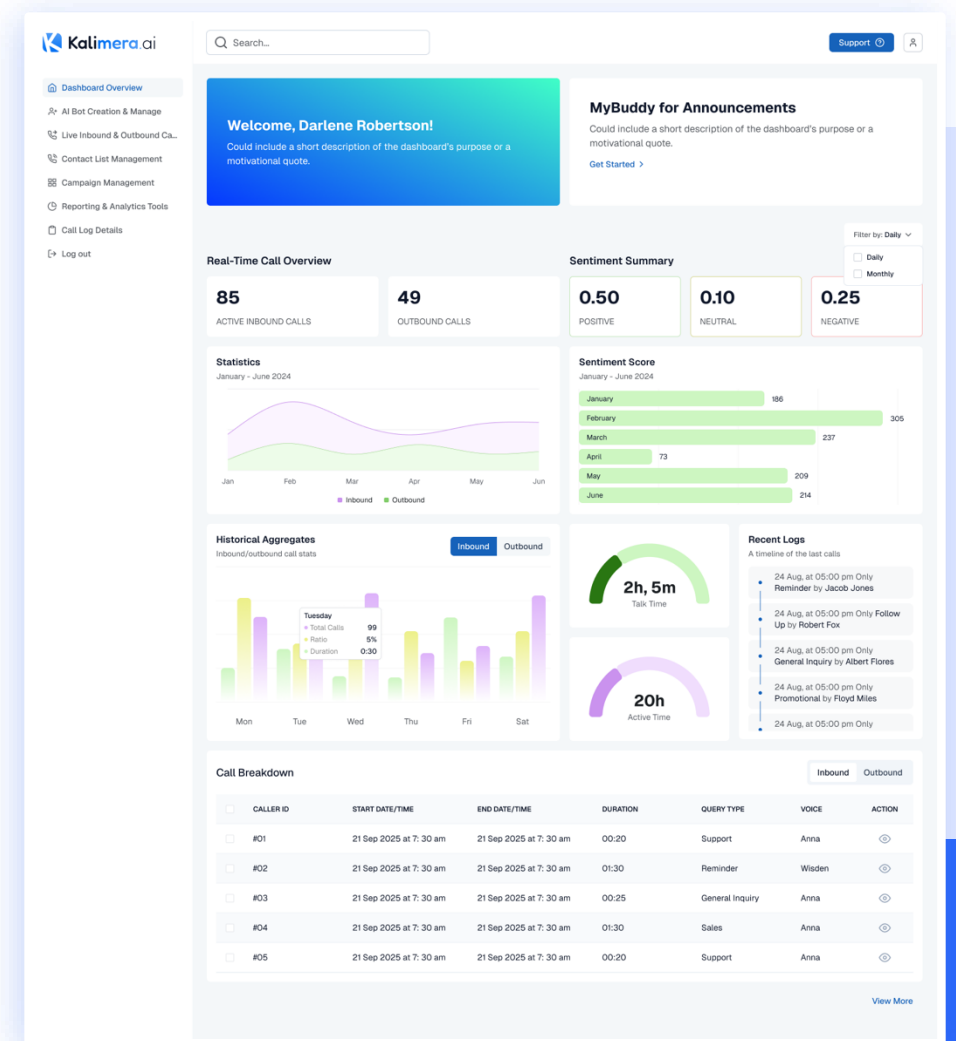 Kalimera.ai
Search...
Support
Dashboard Overview
AI Bot Creation & Manage
Live Inbound & Outbound Ca...
Contact List Management
Campaign Management
Reporting & Analytics Tools
Call Log Details
Log out
Welcome, Darlene Robertson!
Could include a short description of the dashboard's purpose or a
motivational quote.
MyBuddy for Announcements
Could include a short description of the dashboard's purpose or a
motivational quote.
Get Started
Filter by: Daily
Daily
Monthly
Real-Time Call Overview
85
ACTIVE INBOUND CALLS
49
OUTBOUND CALLS
Sentiment Summary
0.50
POSITIVE
0.10
NEUTRAL
0.25
NEGATIVE
Statistics
January - June 2024
Jan Feb Mar Apr May Jun
Inbound Outbound
Sentiment Score
January - June 2024
January 186
February 305
March 237
April 73
May 209
June 214
Historical Aggregates
Inbound/outbound call stats
Inbound Outbound
Tuesday
Total Calls 99
Ratio 5%
Duration 0:30
Mon Tue Wed Thu Fri Sat
2h, 5m
Talk Time
20h
Active Time
Recent Logs
A timeline of the last calls
24 Aug, at 05:00 pm Only
Reminder by Jacob Jones
24 Aug, at 05:00 pm Only Follow
Up by Robert Fox
24 Aug, at 05:00 pm Only
General Inquiry by Albert Flores
24 Aug, at 05:00 pm Only
Promotional by Floyd Miles
24 Aug, at 05:00 pm Only
Call Breakdown
Inbound Outbound
CALLER ID START DATE/TIME END DATE/TIME DURATION QUERY TYPE VOICE ACTION
#01 21 Sep 2025 at 7: 30 am 21 Sep 2025 at 7: 30 am 00:20 Support Anna
#02 21 Sep 2025 at 7: 30 am 21 Sep 2025 at 7: 30 am 01:30 Reminder Wisden
#03 21 Sep 2025 at 7: 30 am 21 Sep 2025 at 7: 30 am 00:25 General Inquiry Anna
#04 21 Sep 2025 at 7: 30 am 21 Sep 2025 at 7: 30 am 01:30 Sales Anna
#05 21 Sep 2025 at 7: 30 am 21 Sep 2025 at 7: 30 am 00:20 Support Anna
View More